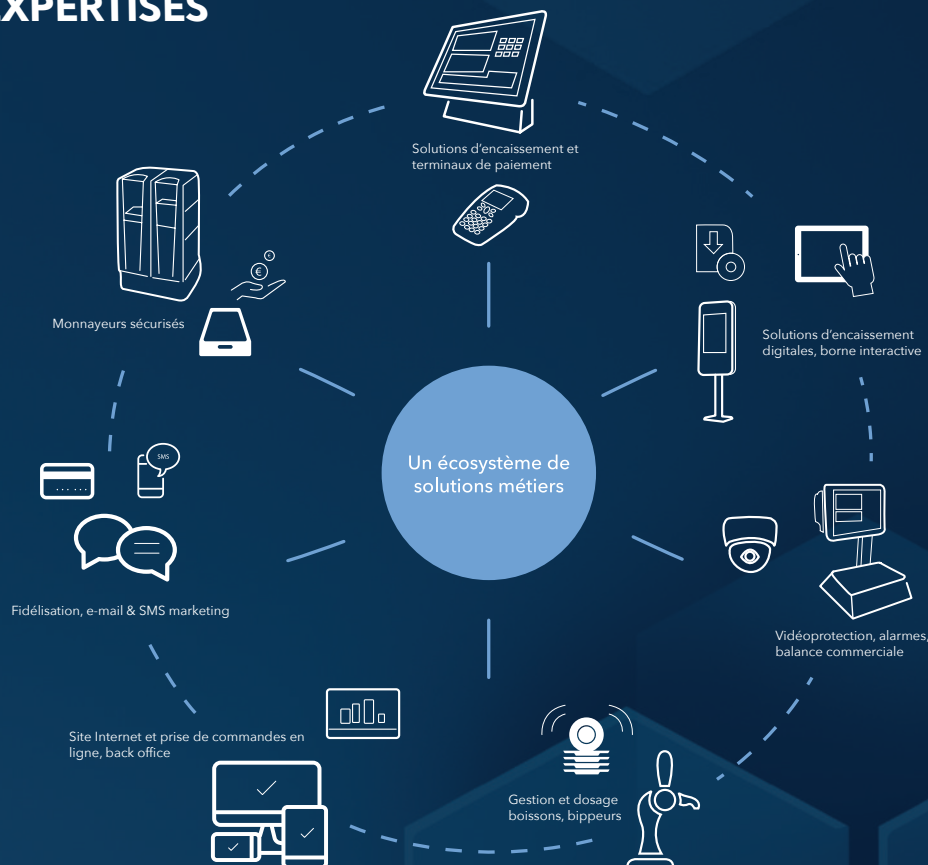 EXPERTISES
Solutions d'encaissement et
terminaux de paiement
Monnayeurs sécurisés
€
€
Solutions d'encaissement
digitales, borne interactive
Un écosystème de
solutions métiers
SMS
Fidélisation, e-mail & SMS marketing
Vidéoprotection, alarmes,
balance commerciale
Site Internet et prise de commandes en
ligne, back office
Gestion et dosage
boissons, bippeurs